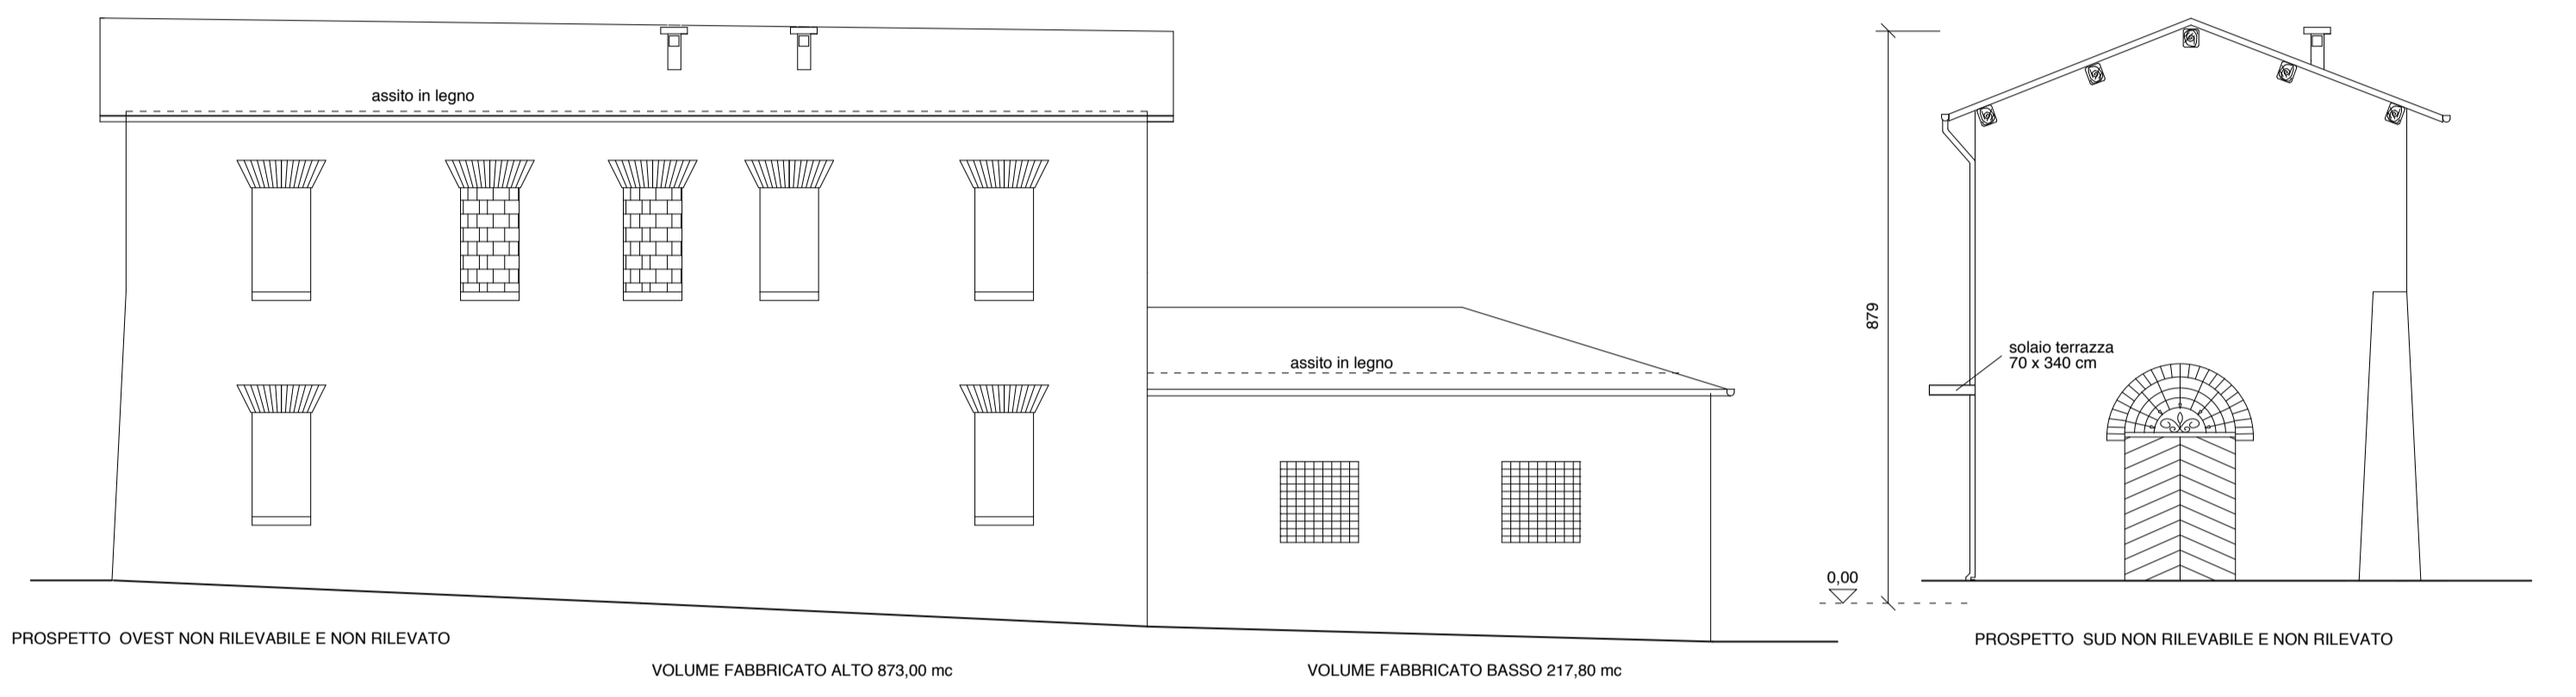 assito in legno
assito in legno
879
solaio terrazza
70 x 340 cm
0,00
PROSPETTO  OVEST NON RILEVABILE E NON RILEVATO
PROSPETTO  SUD NON RILEVABILE E NON RILEVATO
VOLUME FABBRICATO ALTO 873,00 mc
VOLUME FABBRICATO BASSO 217,80 mc